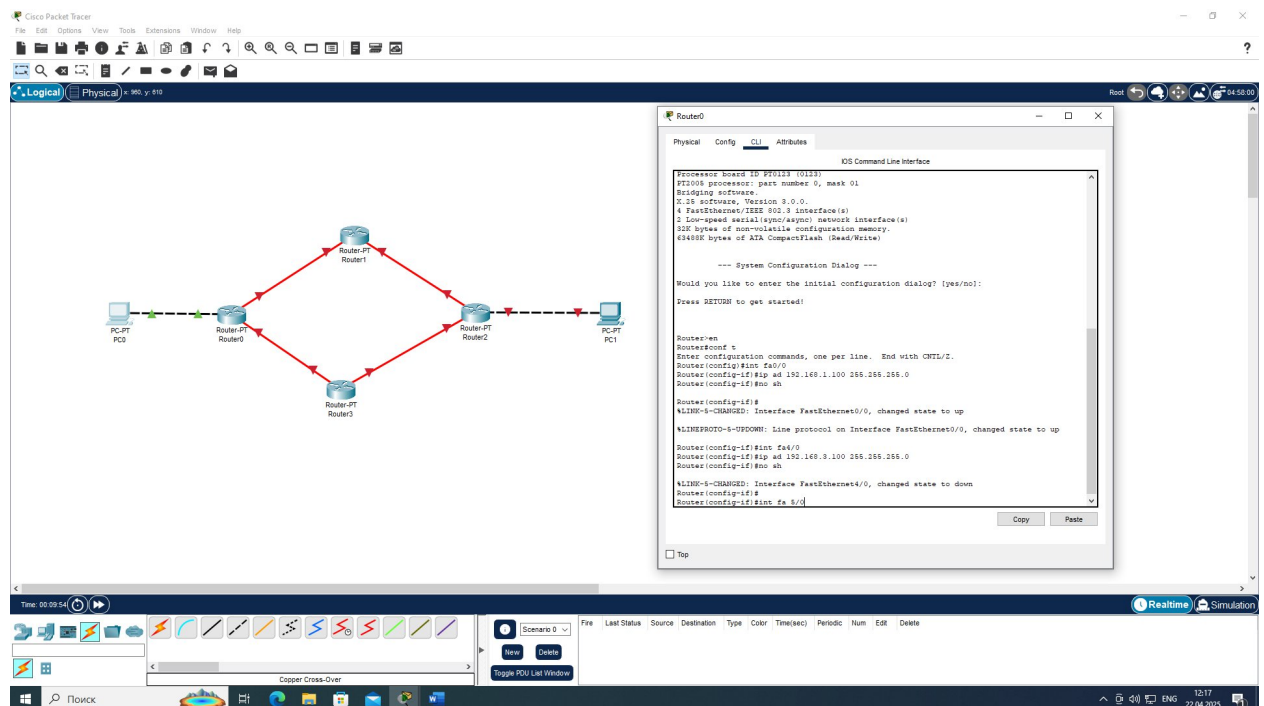 Cisco Packet Tracer
File Edit Options View Tools Extensions Window Help
?
Logical Physical x: 960, y: 610 Root 04:58:00
Router0
Physical Config CLI Attributes
IOS Command Line Interface
Processor board ID PT0123 (0123)
PT2005 processor: part number 0, mask 01
Bridging software.
X.25 software, Version 3.0.0.
4 FastEthernet/IEEE 802.3 interface(s)
2 Low-speed serial(sync/async) network interface(s)
32K bytes of non-volatile configuration memory.
63488K bytes of ATA CompactFlash (Read/Write)
--- System Configuration Dialog ---
Would you like to enter the initial configuration dialog? [yes/no]:
Press RETURN to get started!
Router>en
Router#conf t
Enter configuration commands, one per line. End with CNTL/Z.
Router(config)#int fa0/0
Router(config-if)#ip ad 192.168.1.100 255.255.255.0
Router(config-if)#no sh
Router(config-if)#
%LINK-5-CHANGED: Interface FastEthernet0/0, changed state to up
%LINEPROTO-5-UPDOWN: Line protocol on Interface FastEthernet0/0, changed state to up
Router(config-if)#int fa4/0
Router(config-if)#ip ad 192.168.3.100 255.255.255.0
Router(config-if)#no sh
%LINK-5-CHANGED: Interface FastEthernet4/0, changed state to down
Router(config-if)#
Router(config-if)#int fa 5/0
Copy Paste
Top
Router-PT
Router1
PC-PT
PC0
Router-PT
Router0
Router-PT
Router2
PC-PT
PC1
Router-PT
Router3
Time: 00:09:54 Realtime Simulation
Scenario 0
Fire Last Status Source Destination Type Color Time(sec) Periodic Num Edit Delete
New Delete
Toggle PDU List Window
Copper Cross-Over
Поиск
ENG
12:17
22.04.2025